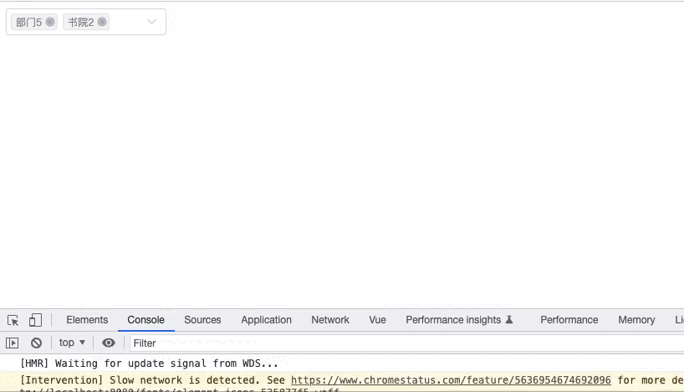 部门5 书院2
Elements Console Sources Application Network Vue Performance insights Performance Memory
top Filter
[HMR] Waiting for update signal from WDS...
[Intervention] Slow network is detected. See https://www.chromestatus.com/feature/5636954674692096 for more de